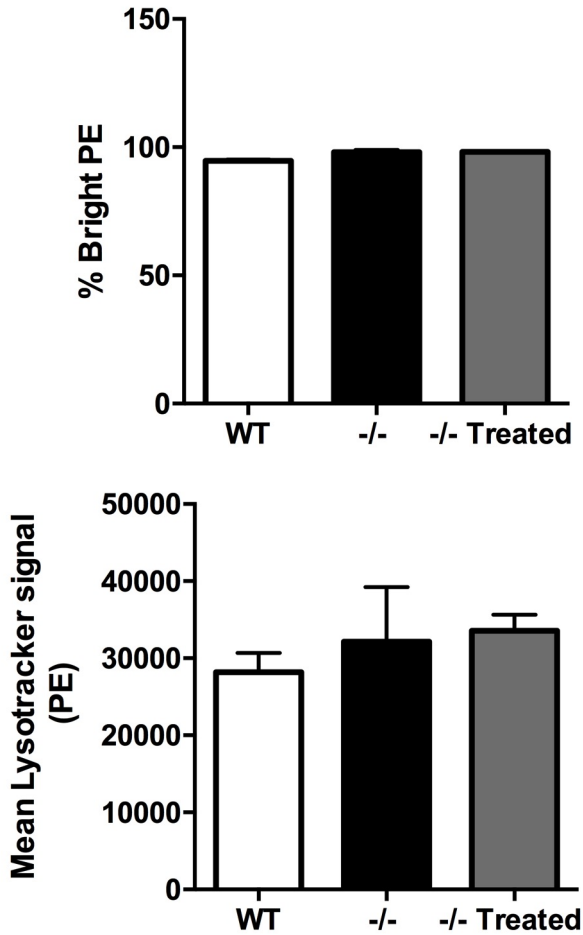 150
100
50
0
% Bright PE
WT
-/-
-/- Treated
50000
40000
30000
20000
10000
0
Mean Lysotracker signal
(PE)
WT
-/-
-/- Treated